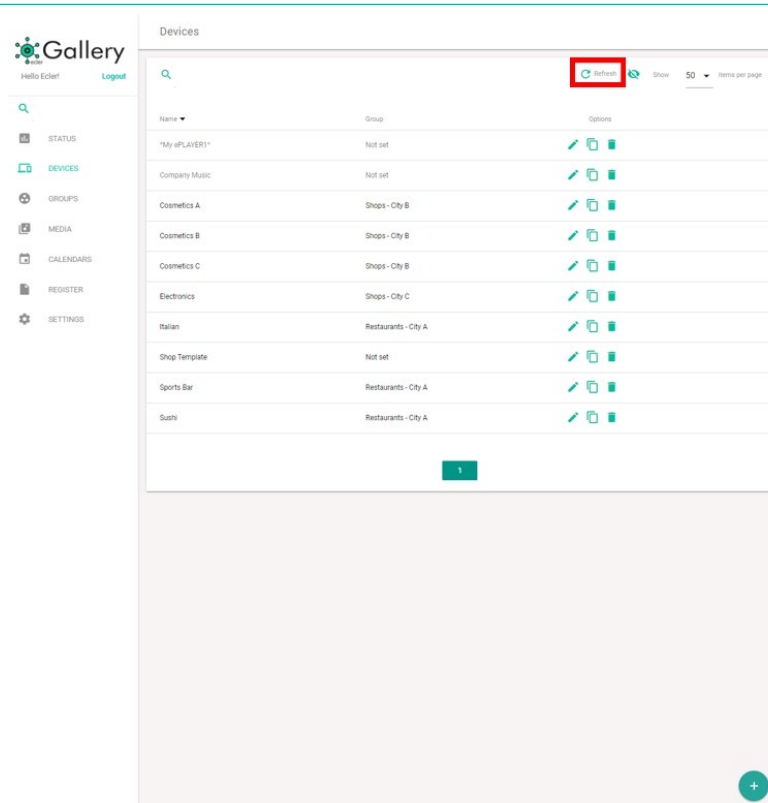 Devices
Gallery
ecler
Hello Ecler! Logout
Refresh Show 50 items per page
Name Group Options
STATUS
*My ePLAYER1* Not set
DEVICES
Company Music Not set
GROUPS
Cosmetics A Shops - City B
MEDIA
Cosmetics B Shops - City B
CALENDARS
Cosmetics C Shops - City B
REGISTER
Electronics Shops - City C
SETTINGS
Italian Restaurants - City A
Shop Template Not set
Sports Bar Restaurants - City A
Sushi Restaurants - City A
1